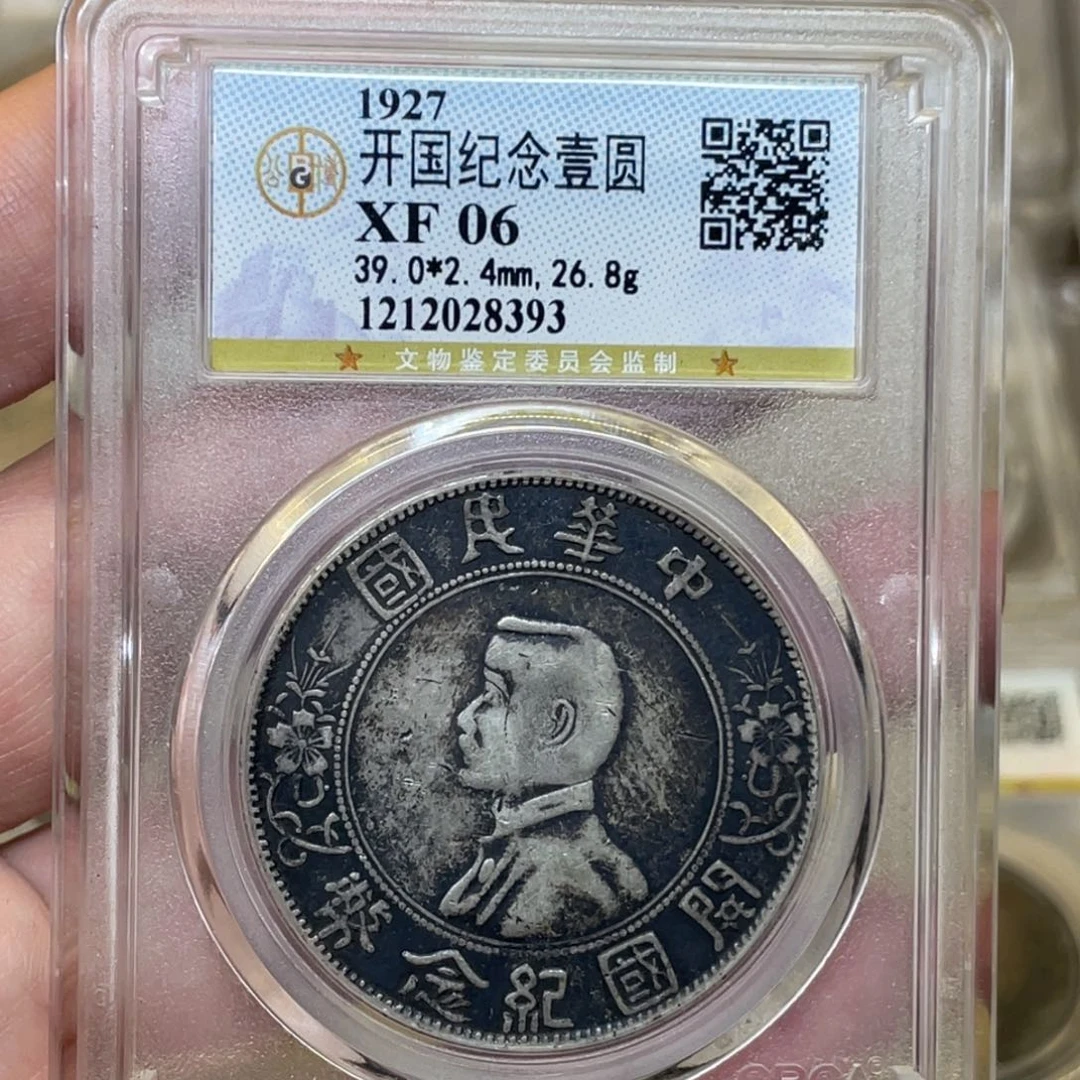 1927
开国纪念壹圆
XF 06
39.0*2.4mm,26.8g
1212028393
文物鉴定委员会监制
中華民國
開國紀念幣